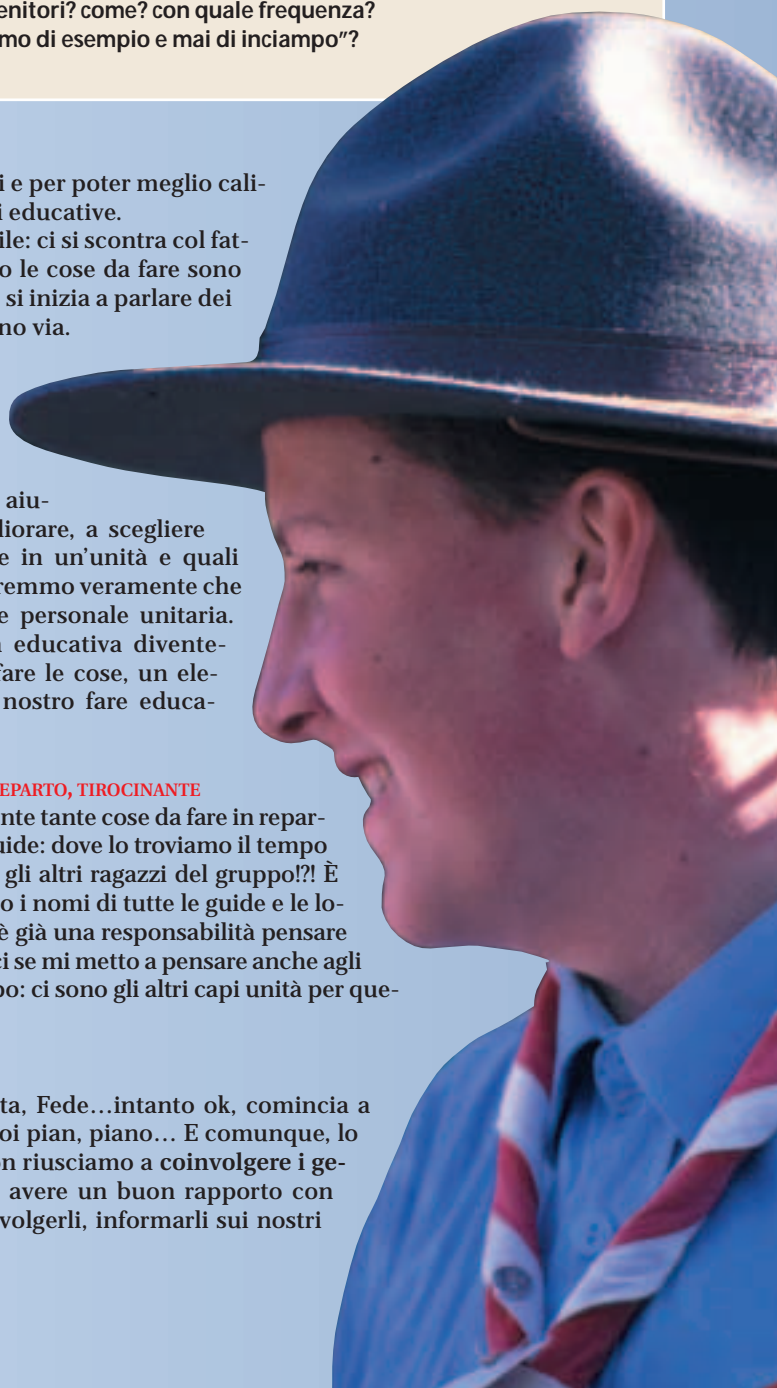 enitori? come? con quale frequenza?
mo di esempio e mai di inciampo”?
i e per poter meglio cali-
i educative.
ile: ci si scontra col fat-
o le cose da fare sono
si inizia a parlare dei
no via.
aiu-
liorare, a scegliere
e in un’unità e quali
remmo veramente che
e personale unitaria.
educativa divente-
fare le cose, un ele-
nostro fare educa-
EPARTO, TIROCINANTE
nte tante cose da fare in repar-
uide: dove lo troviamo il tempo
gli altri ragazzi del gruppo!?! È
o i nomi di tutte le guide e le lo-
è già una responsabilità pensare
ci se mi metto a pensare anche agli
po: ci sono gli altri capi unità per que-
ta, Fede…intanto ok, comincia a
oi pian, piano… E comunque, lo
on riusciamo a coinvolgere i ge-
avere un buon rapporto con
volgerli, informarli sui nostri